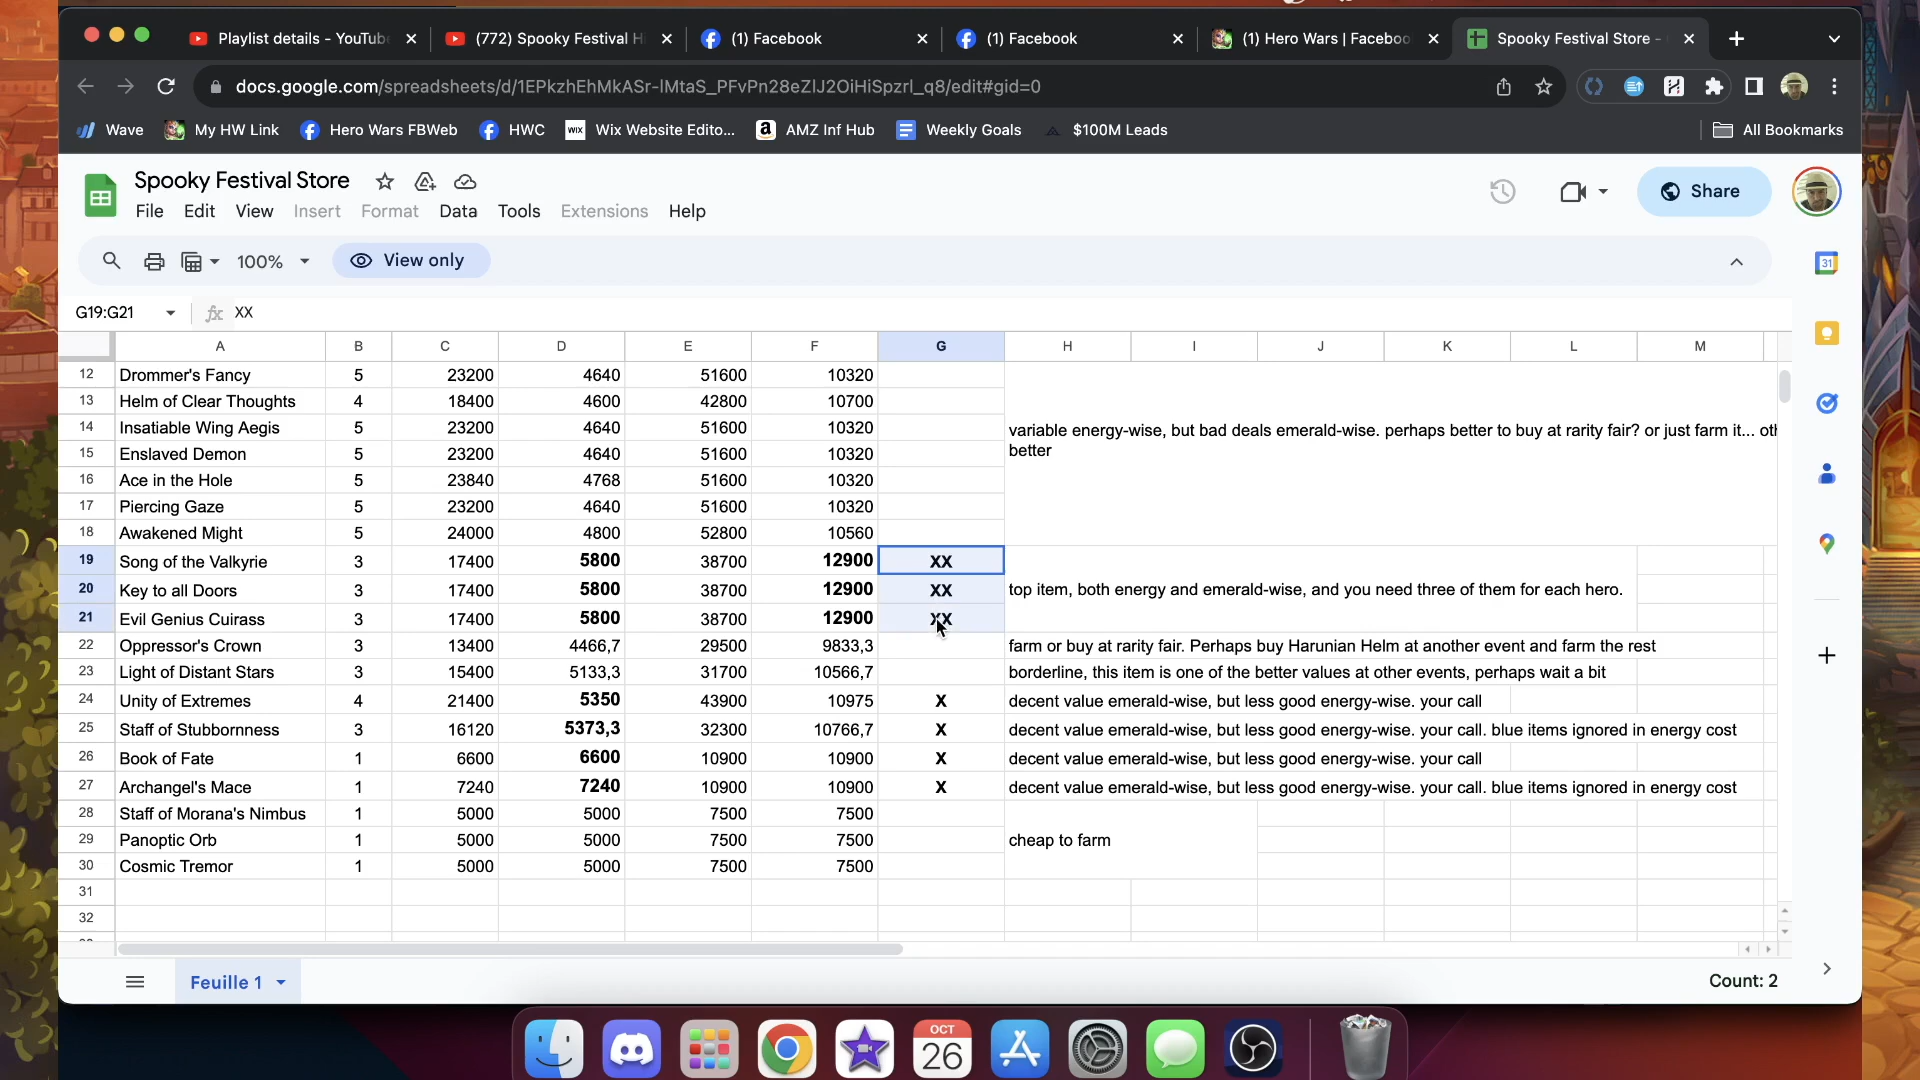 Playlist details - YouTub
(772) Spooky Festival H
(1) Facebook
(1) Facebook
(1) Hero Wars | Faceboo
Spooky Festival Store -
docs.google.com/spreadsheets/d/1EPkzhEhMkASr-IMtaS_PFvPn28eZlJ2OiHiSpzrl_q8/edit#gid=0
Wave
My HW Link
Hero Wars FBWeb
HWC
WIX Wix Website Edito...
a AMZ Inf Hub
Weekly Goals
$100M Leads
All Bookmarks
Spooky Festival Store
File Edit View Insert Format Data Tools Extensions Help
Share
100%
View only
31
G19:G21 fx XX
A B C D E F G H I J K L M
12 Drommer's Fancy 5 23200 4640 51600 10320
13 Helm of Clear Thoughts 4 18400 4600 42800 10700
14 Insatiable Wing Aegis 5 23200 4640 51600 10320 variable energy-wise, but bad deals emerald-wise. perhaps better to buy at rarity fair? or just farm it... oth
better
15 Enslaved Demon 5 23200 4640 51600 10320
16 Ace in the Hole 5 23840 4768 51600 10320
17 Piercing Gaze 5 23200 4640 51600 10320
18 Awakened Might 5 24000 4800 52800 10560
19 Song of the Valkyrie 3 17400 5800 38700 12900 XX
20 Key to all Doors 3 17400 5800 38700 12900 XX top item, both energy and emerald-wise, and you need three of them for each hero.
21 Evil Genius Cuirass 3 17400 5800 38700 12900 XX
22 Oppressor's Crown 3 13400 4466,7 29500 9833,3 farm or buy at rarity fair. Perhaps buy Harunian Helm at another event and farm the rest
23 Light of Distant Stars 3 15400 5133,3 31700 10566,7 borderline, this item is one of the better values at other events, perhaps wait a bit
24 Unity of Extremes 4 21400 5350 43900 10975 X decent value emerald-wise, but less good energy-wise. your call
25 Staff of Stubbornness 3 16120 5373,3 32300 10766,7 X decent value emerald-wise, but less good energy-wise. your call. blue items ignored in energy cost
26 Book of Fate 1 6600 6600 10900 10900 X decent value emerald-wise, but less good energy-wise. your call
27 Archangel's Mace 1 7240 7240 10900 10900 X decent value emerald-wise, but less good energy-wise. your call. blue items ignored in energy cost
28 Staff of Morana's Nimbus 1 5000 5000 7500 7500
29 Panoptic Orb 1 5000 5000 7500 7500 cheap to farm
30 Cosmic Tremor 1 5000 5000 7500 7500
31
32
Feuille 1
Count: 2
OCT
26